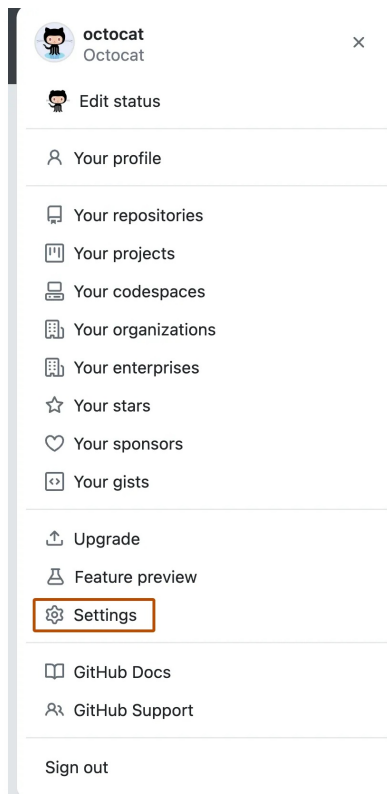 octocat
Octocat
Edit status
Your profile
Your repositories
Your projects
Your codespaces
Your organizations
Your enterprises
Your stars
Your sponsors
Your gists
Upgrade
Feature preview
Settings
GitHub Docs
GitHub Support
Sign out